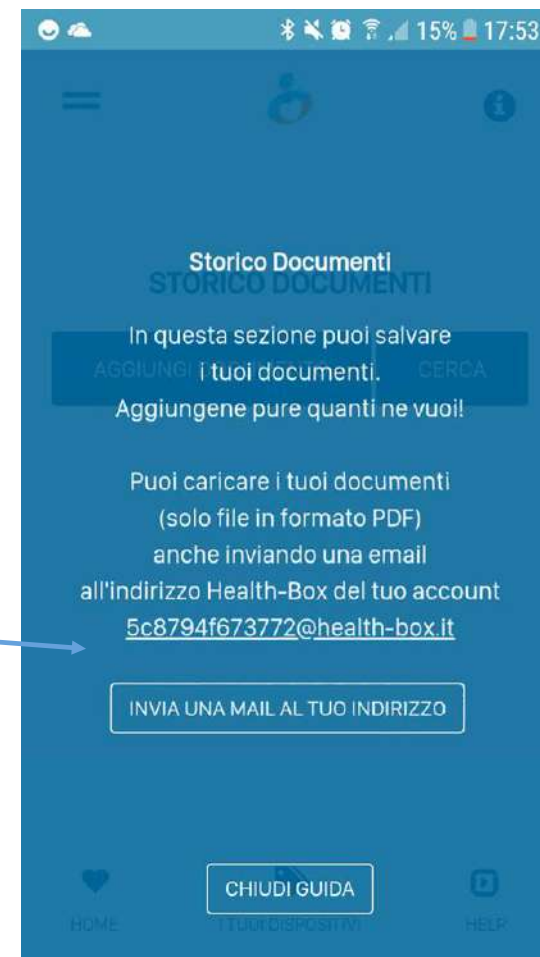 15% 17:53
Storico Documenti
STORICO DOCUMENTI
In questa sezione puoi salvare
i tuoi documenti.
AGGIUNGI DOCUMENTO CERCA
Aggiungene pure quanti ne vuoi!
Puoi caricare i tuoi documenti
(solo file in formato PDF)
anche inviando una email
all'indirizzo Health-Box del tuo account
5c8794f673772@health-box.it
INVIA UNA MAIL AL TUO INDIRIZZO
CHIUDI GUIDA
HOME I TUOI DISPOSITIVI HELP